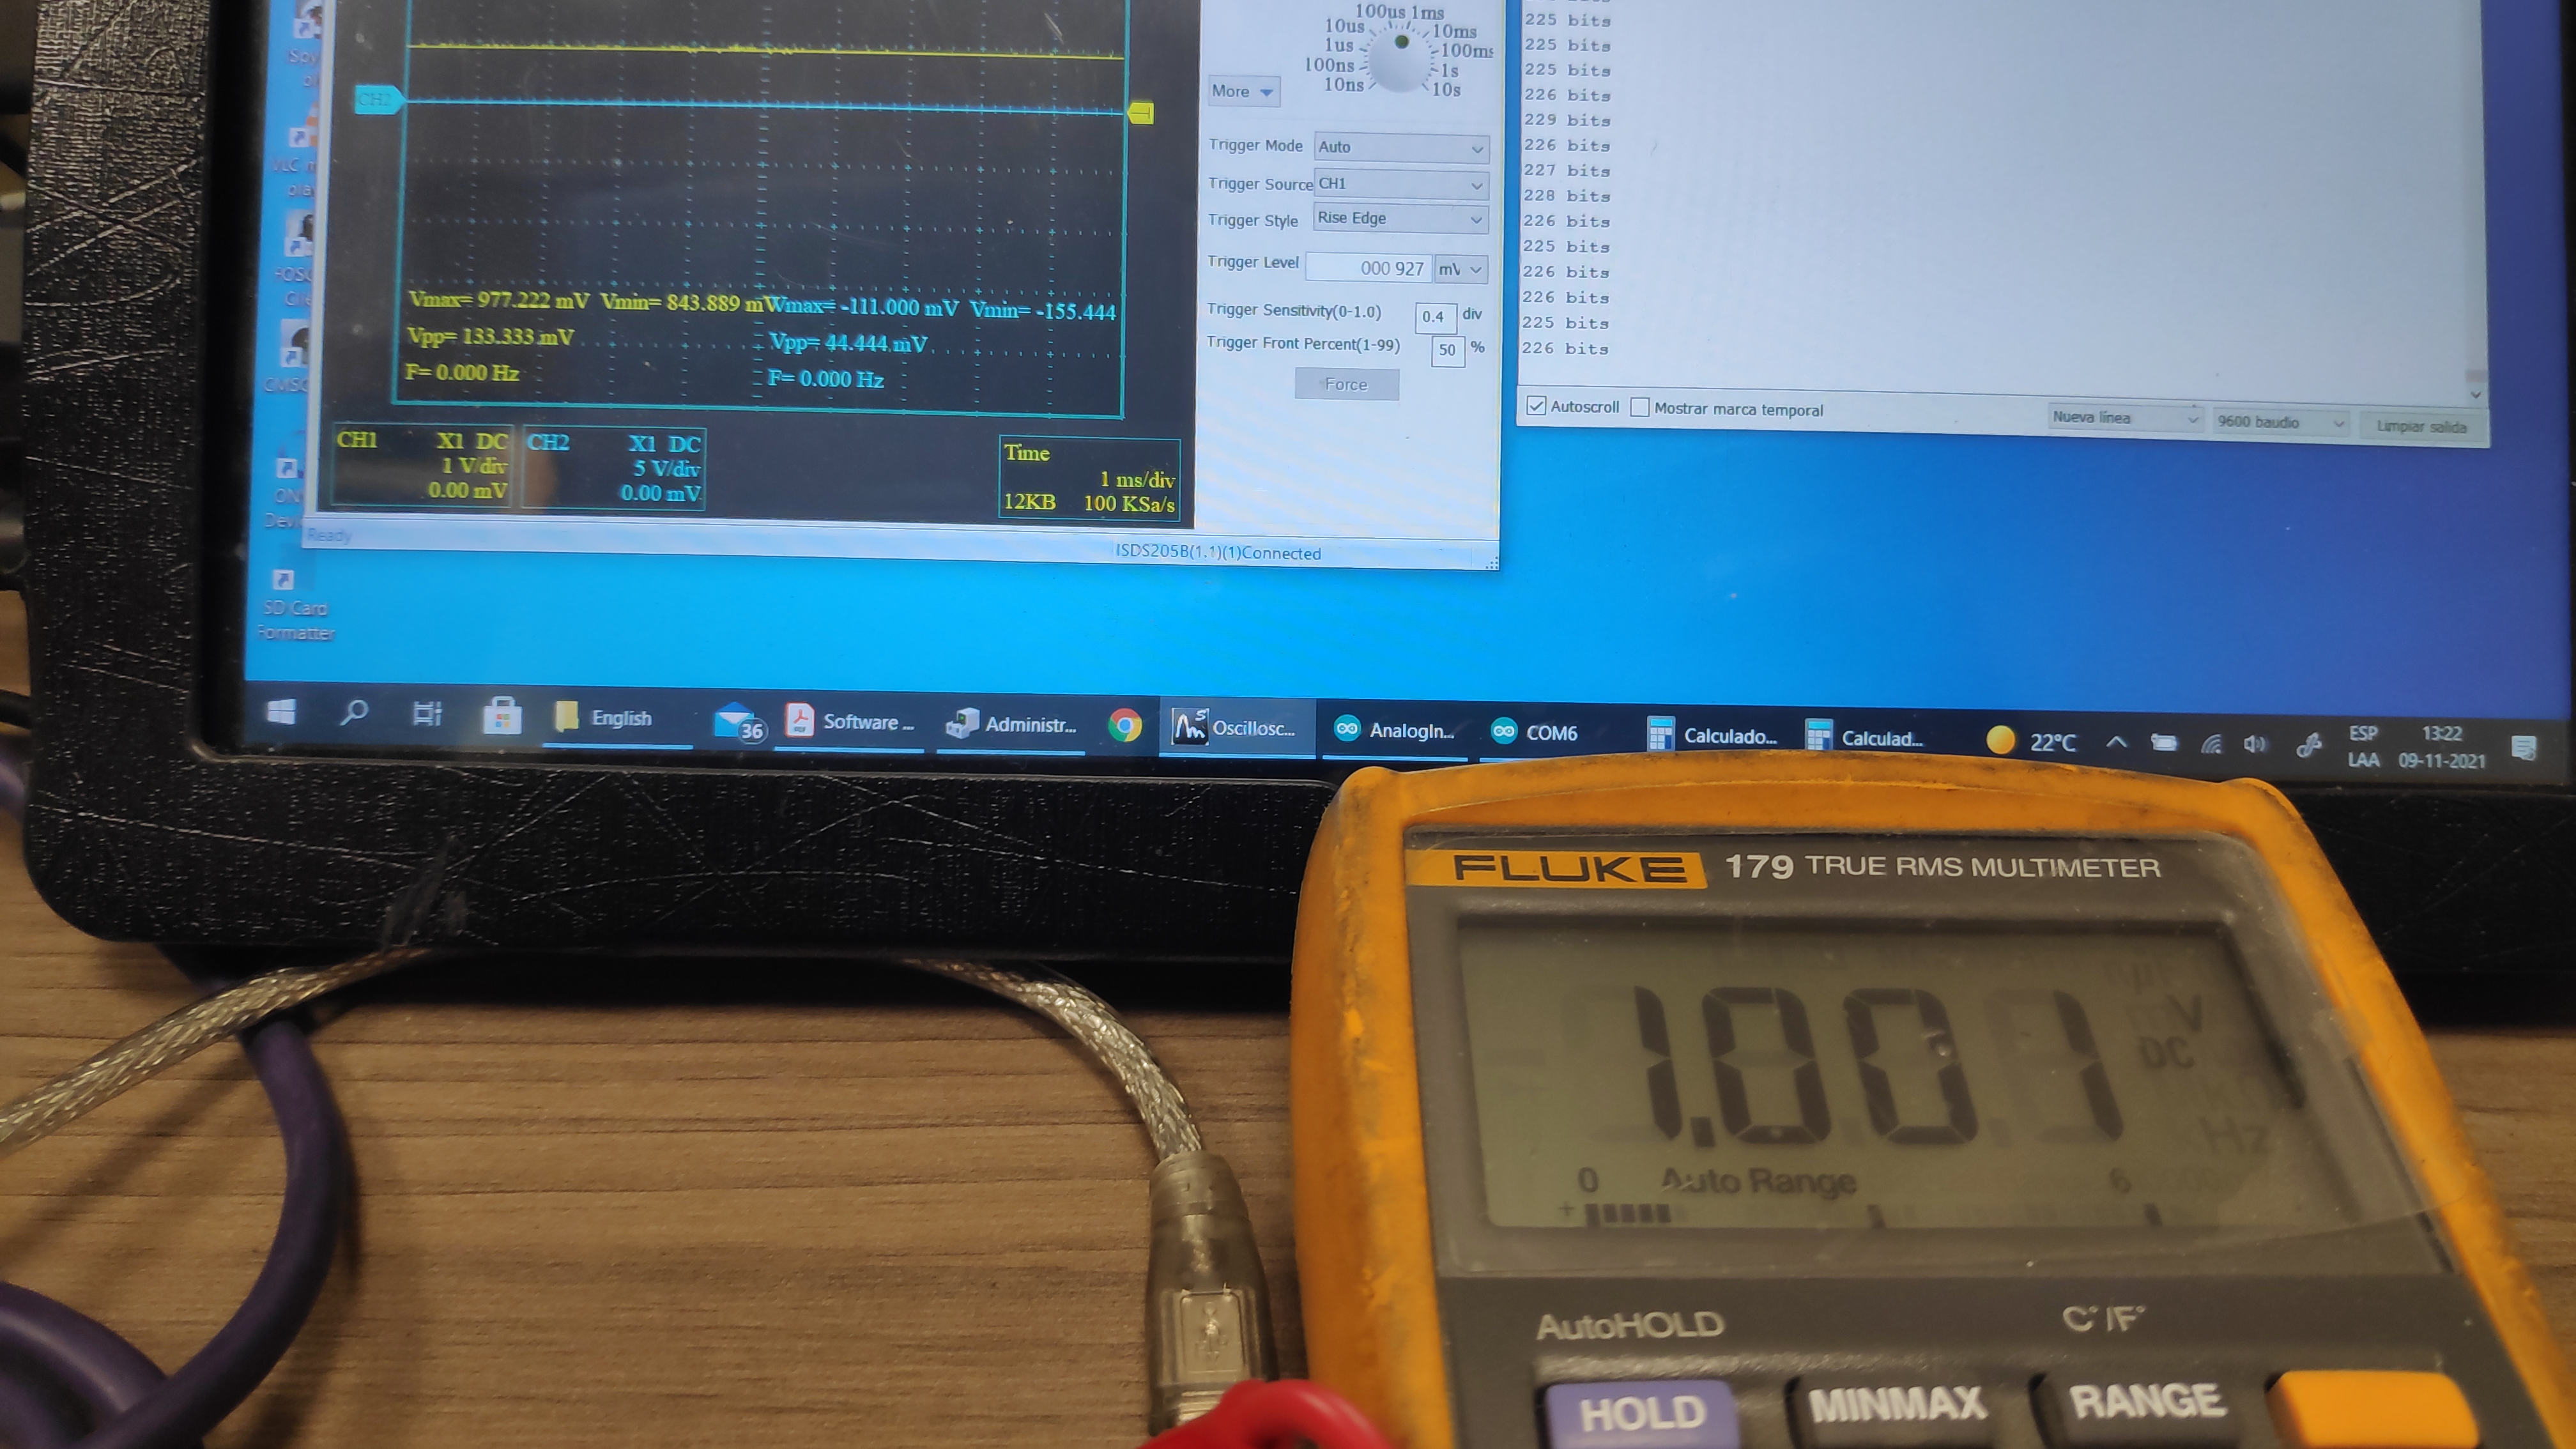 100us 1ms
10us 10ms
1us 100ms
100ns 1s
10ns 10s
More
CH2
Trigger Mode Auto
Trigger Source CH1
Trigger Style Rise Edge
Trigger Level 000 927 mV
Trigger Sensitivity(0-1.0) 0.4 div
Trigger Front Percent(1-99) 50 %
Force
Vmax= 977.222 mV Vmin= 843.889 mV
Vpp= 133.333 mV
F= 0.000 Hz
Vmax= -111.000 mV Vmin= -155.444
Vpp= 44.444 mV
F= 0.000 Hz
CH1 X1 DC
1 V/div
0.00 mV
CH2 X1 DC
5 V/div
0.00 mV
Time
1 ms/div
12KB 100 KSa/s
Ready
ISDS205B(1.1)(1)Connected
225 bits
225 bits
225 bits
226 bits
229 bits
226 bits
227 bits
228 bits
226 bits
225 bits
226 bits
226 bits
225 bits
226 bits
Autoscroll Mostrar marca temporal
Nueva línea 9600 baudio Limpiar salida
VLC m
pla
SD Card
Formatter
English
36
Software ...
Administr...
Oscillosc...
AnalogIn...
COM6
Calculado...
Calculad...
22°C
ESP
LAA
13:22
09-11-2021
FLUKE 179 TRUE RMS MULTIMETER
1.001
V
DC
0 Auto Range 6
AutoHOLD C°/F°
HOLD MINMAX RANGE